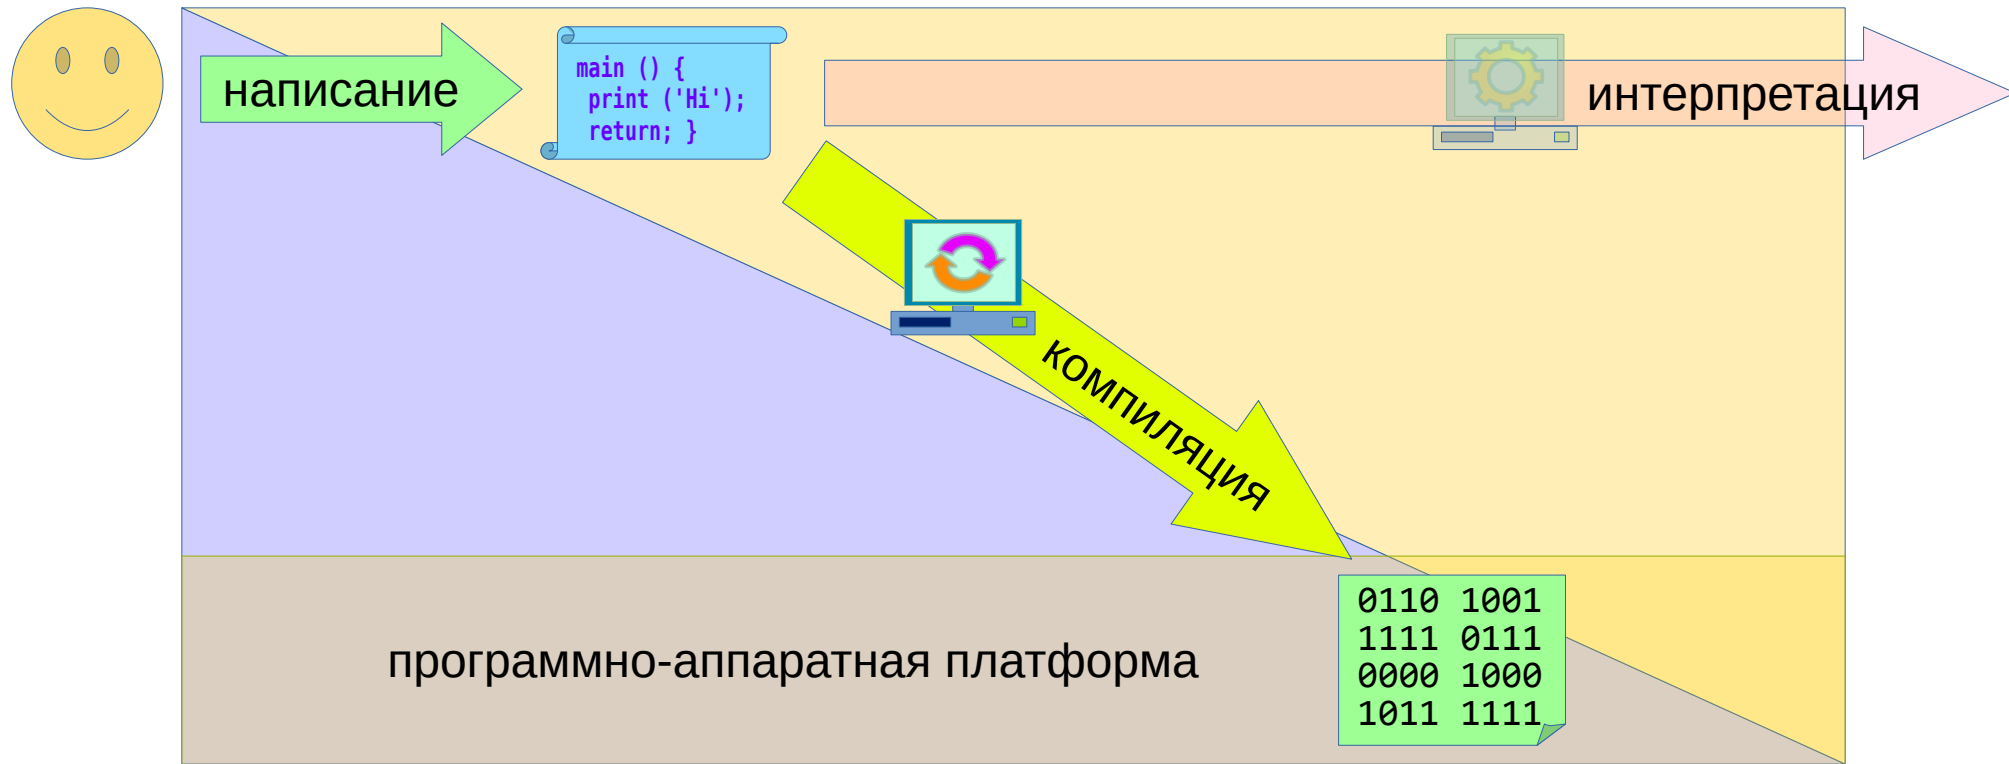 написание
main () {
print ('Hi');
return; }
интерпретация
компиляция
программно-аппаратная платформа
0110 1001
1111 0111
0000 1000
1011 1111